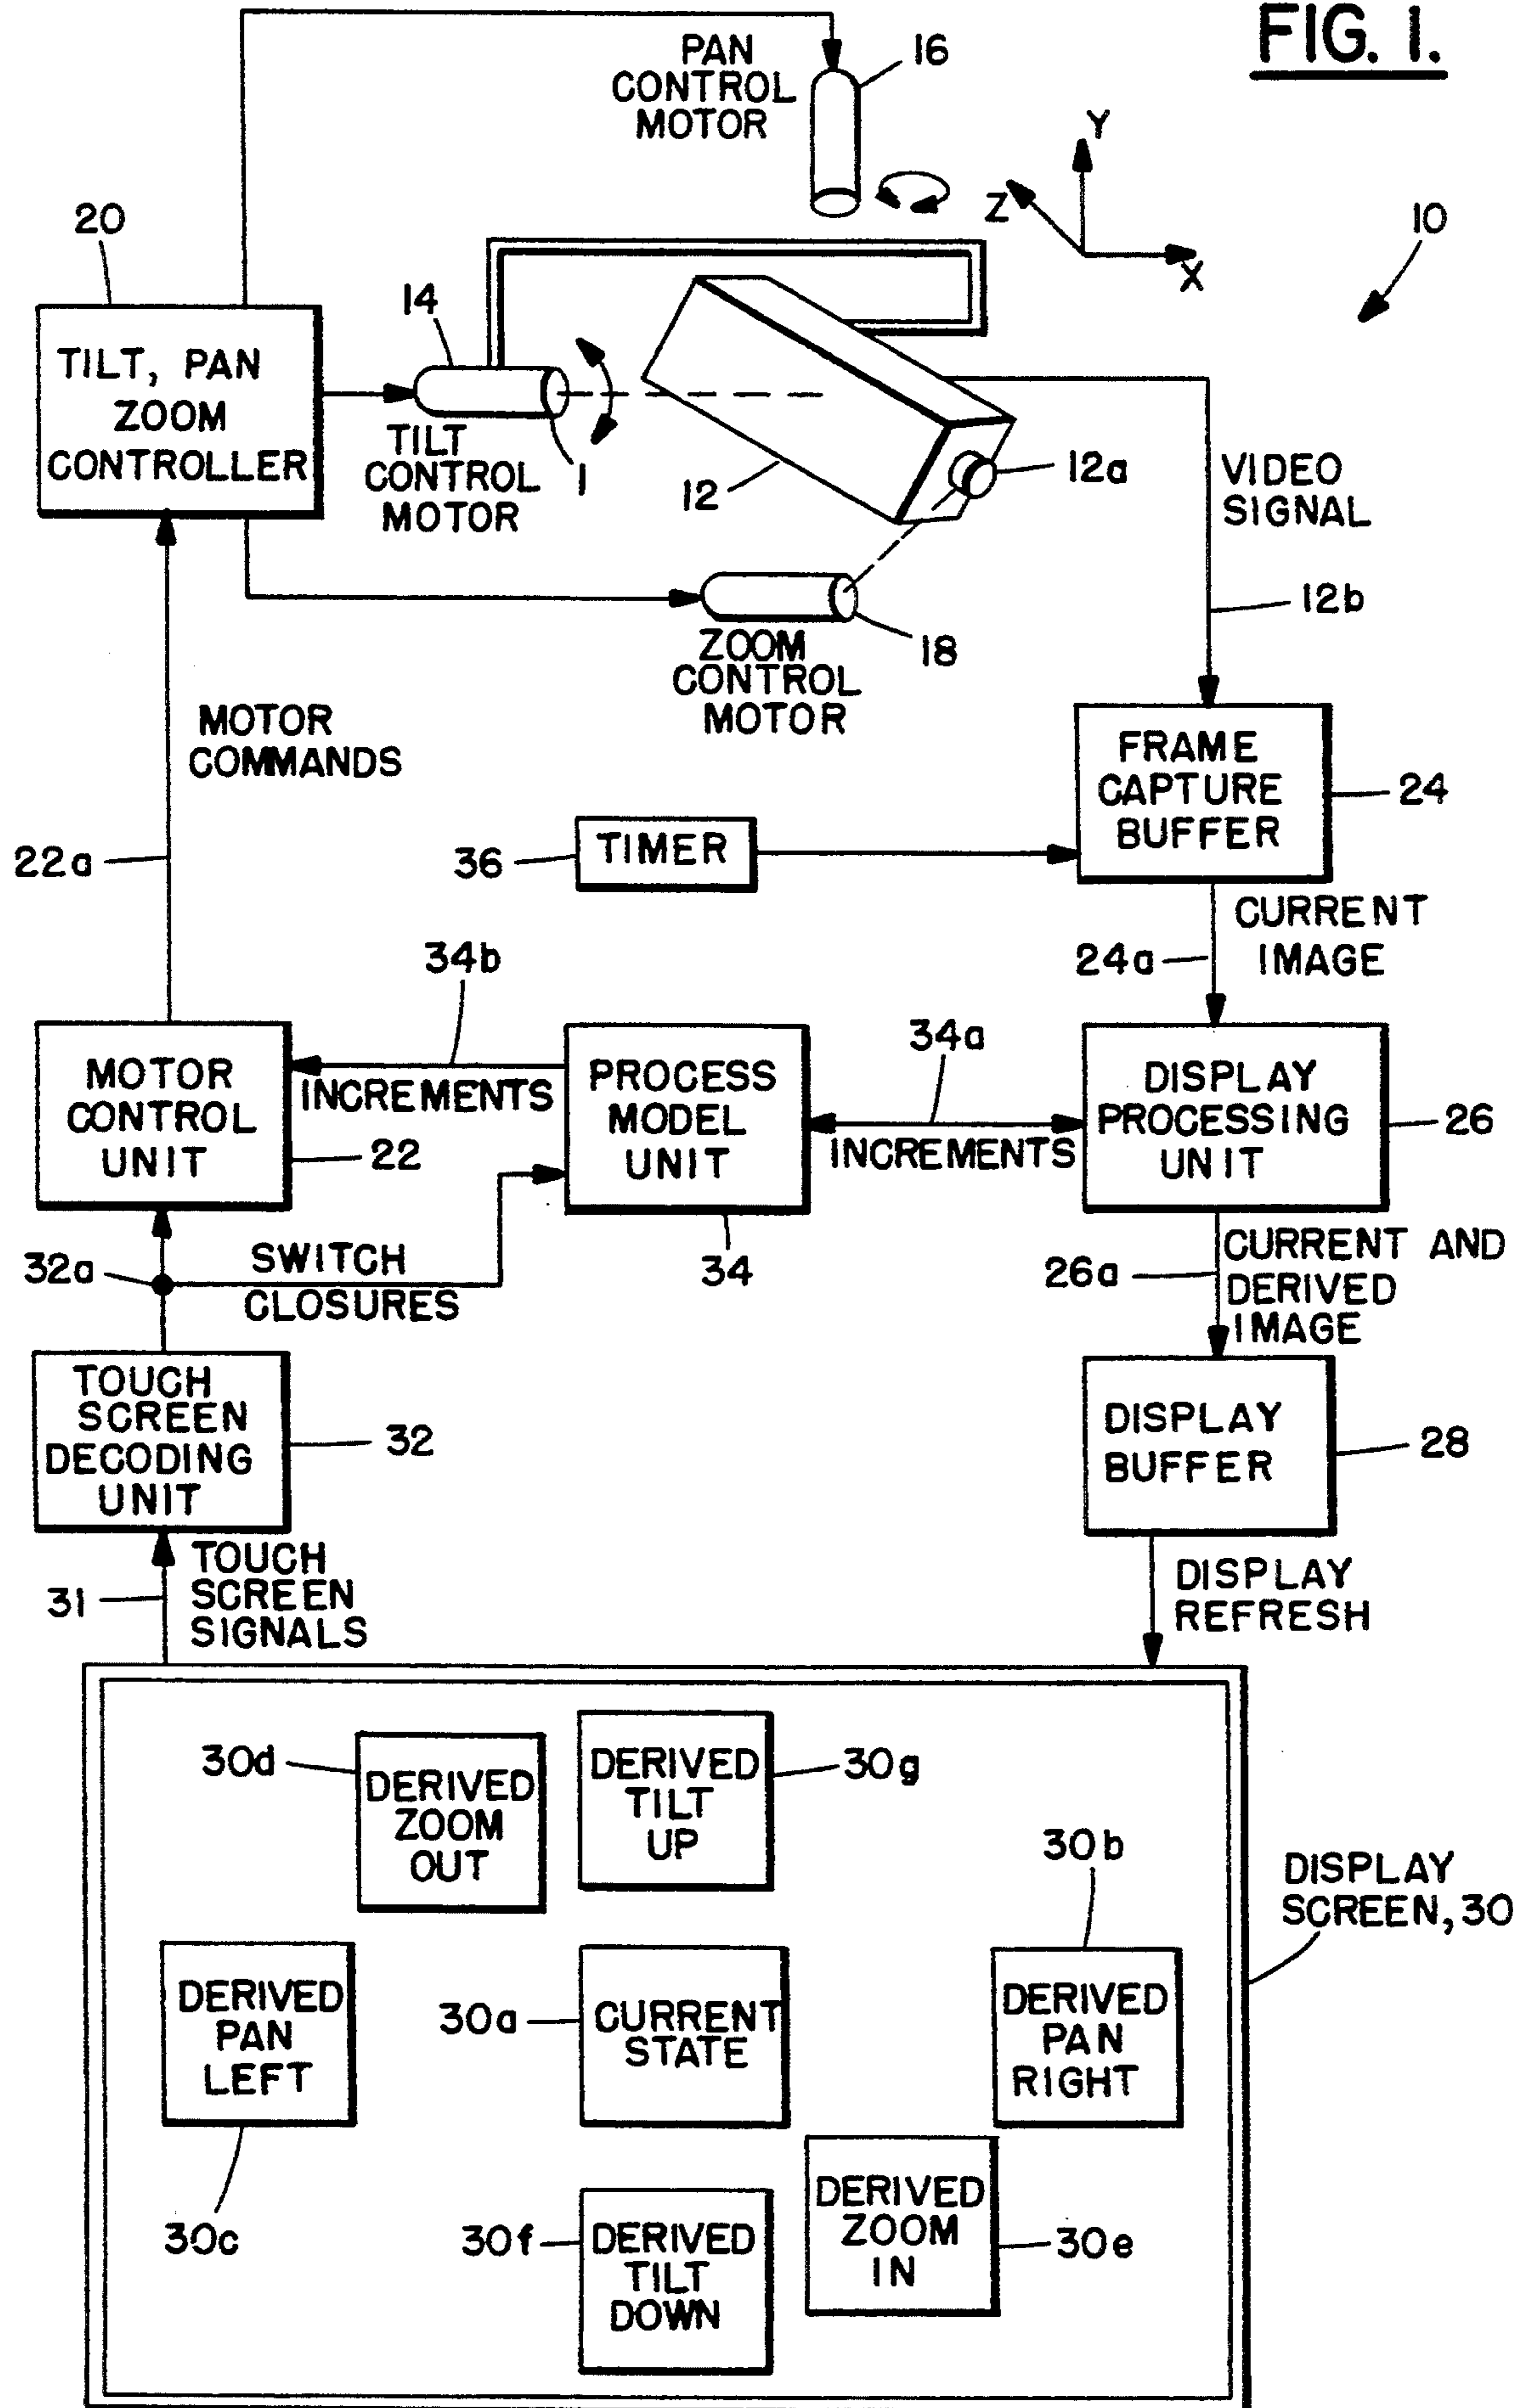 FIG. 1.
PAN
CONTROL
MOTOR
16
Y
Z
X
10
20
14
TILT, PAN
ZOOM
CONTROLLER
TILT
CONTROL
MOTOR
1
12
12a
VIDEO
SIGNAL
12b
18
ZOOM
CONTROL
MOTOR
MOTOR
COMMANDS
22a
FRAME
CAPTURE
BUFFER
24
36
TIMER
CURRENT
IMAGE
24a
34b
34a
MOTOR
CONTROL
UNIT
22
INCREMENTS
PROCESS
MODEL
UNIT
34
INCREMENTS
DISPLAY
PROCESSING
UNIT
26
32a
SWITCH
CLOSURES
26a
CURRENT AND
DERIVED
IMAGE
TOUCH
SCREEN
DECODING
UNIT
32
DISPLAY
BUFFER
28
31
TOUCH
SCREEN
SIGNALS
DISPLAY
REFRESH
30d
DERIVED
ZOOM
OUT
DERIVED
TILT
UP
30g
30b
DISPLAY
SCREEN, 30
DERIVED
PAN
LEFT
30c
30a
CURRENT
STATE
DERIVED
PAN
RIGHT
30f
DERIVED
TILT
DOWN
DERIVED
ZOOM
IN
30e